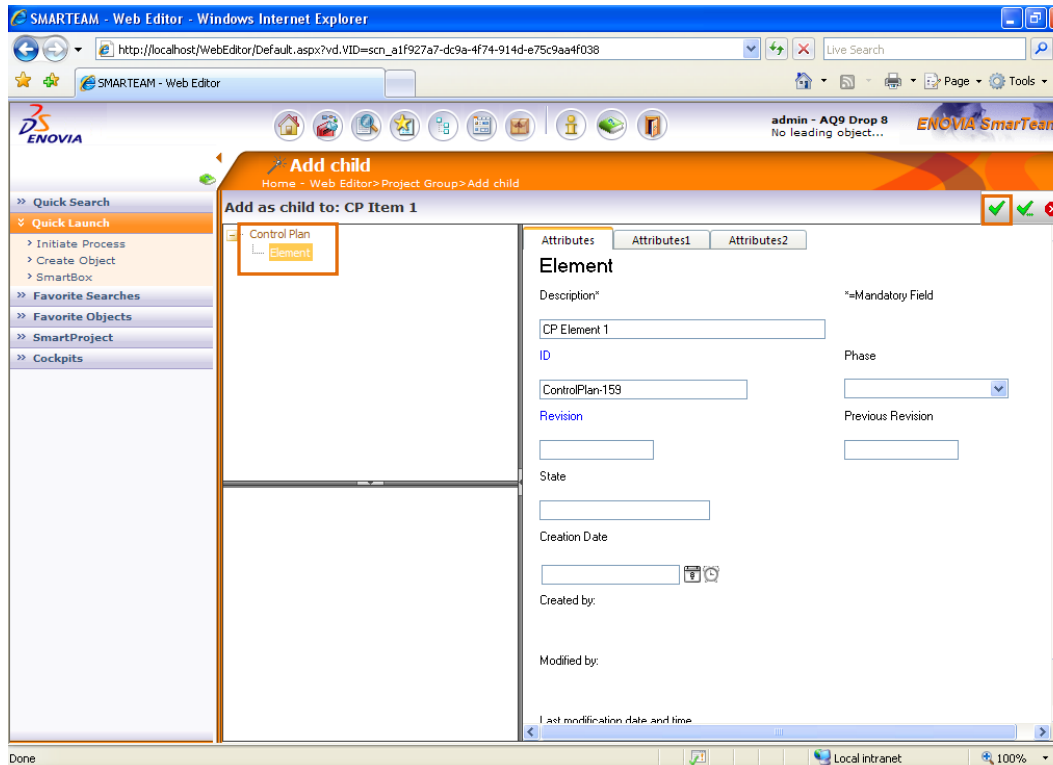 SMARTEAM - Web Editor - Windows Internet Explorer
http://localhost/WebEditor/Default.aspx?vd.VID=scn_a1f927a7-dc9a-4f74-914d-e75c9aa4f038
Live Search
SMARTEAM - Web Editor
Page
Tools
DS
ENOVIA
admin - AQ9 Drop 8
No leading object...
ENOVIA SmarTeam
Add child
Home - Web Editor>Project Group>Add child
Quick Search
Add as child to: CP Item 1
Quick Launch
Initiate Process
Create Object
SmartBox
Favorite Searches
Favorite Objects
SmartProject
Cockpits
Control Plan
Element
Attributes Attributes1 Attributes2
Element
Description* *=Mandatory Field
CP Element 1
ID Phase
ControlPlan-159
Revision Previous Revision
State
Creation Date
Created by:
Modified by:
Last modification date and time
Done Local intranet 100%